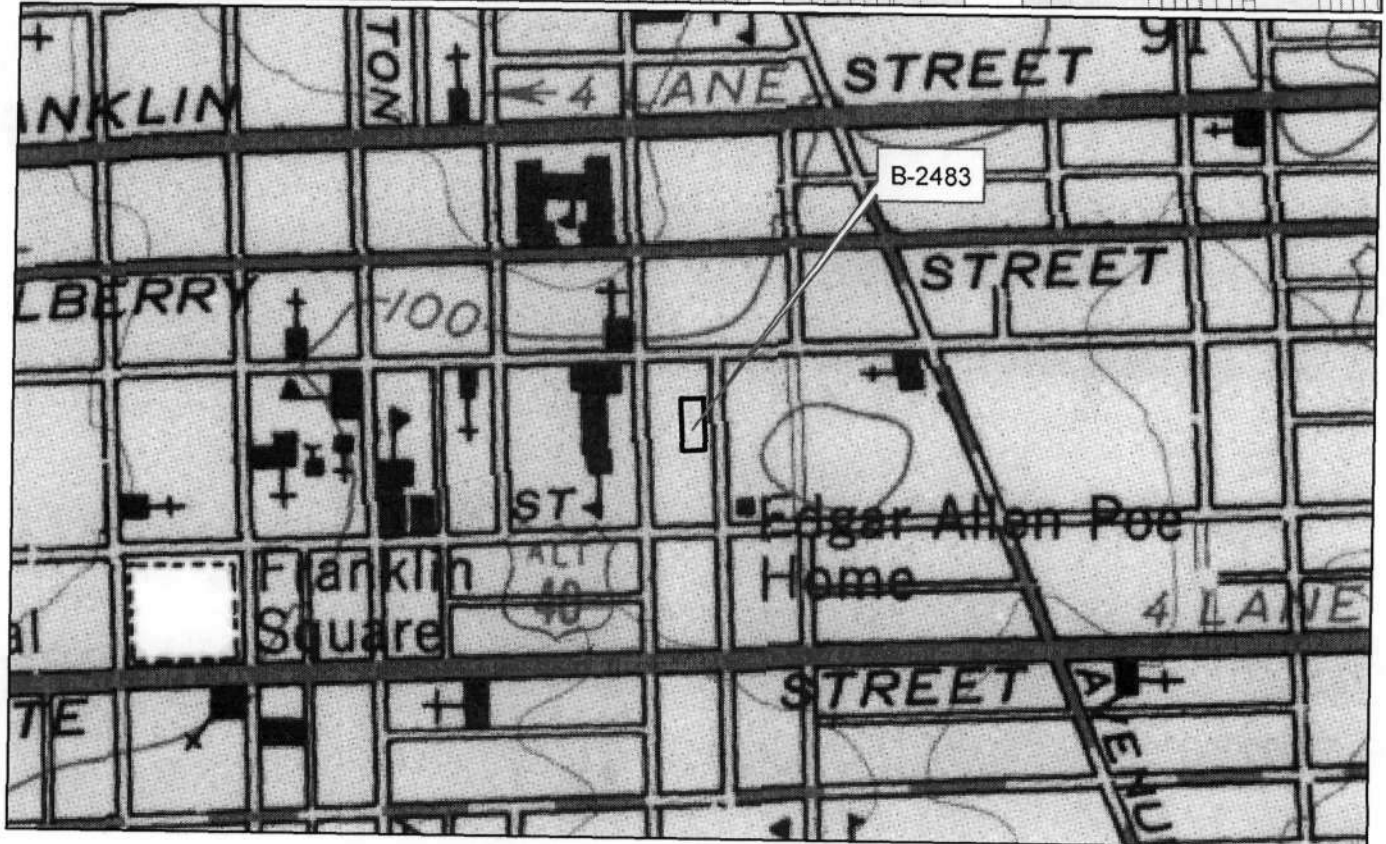 TON
91
STREET
4 LANE
ANKLIN
B-2483
STREET
LBERRY
100
ST
Edgar Allen Poe
Home
ALT
40
Franklin
Square
al
4 LANE
STREET
TE
AVENU